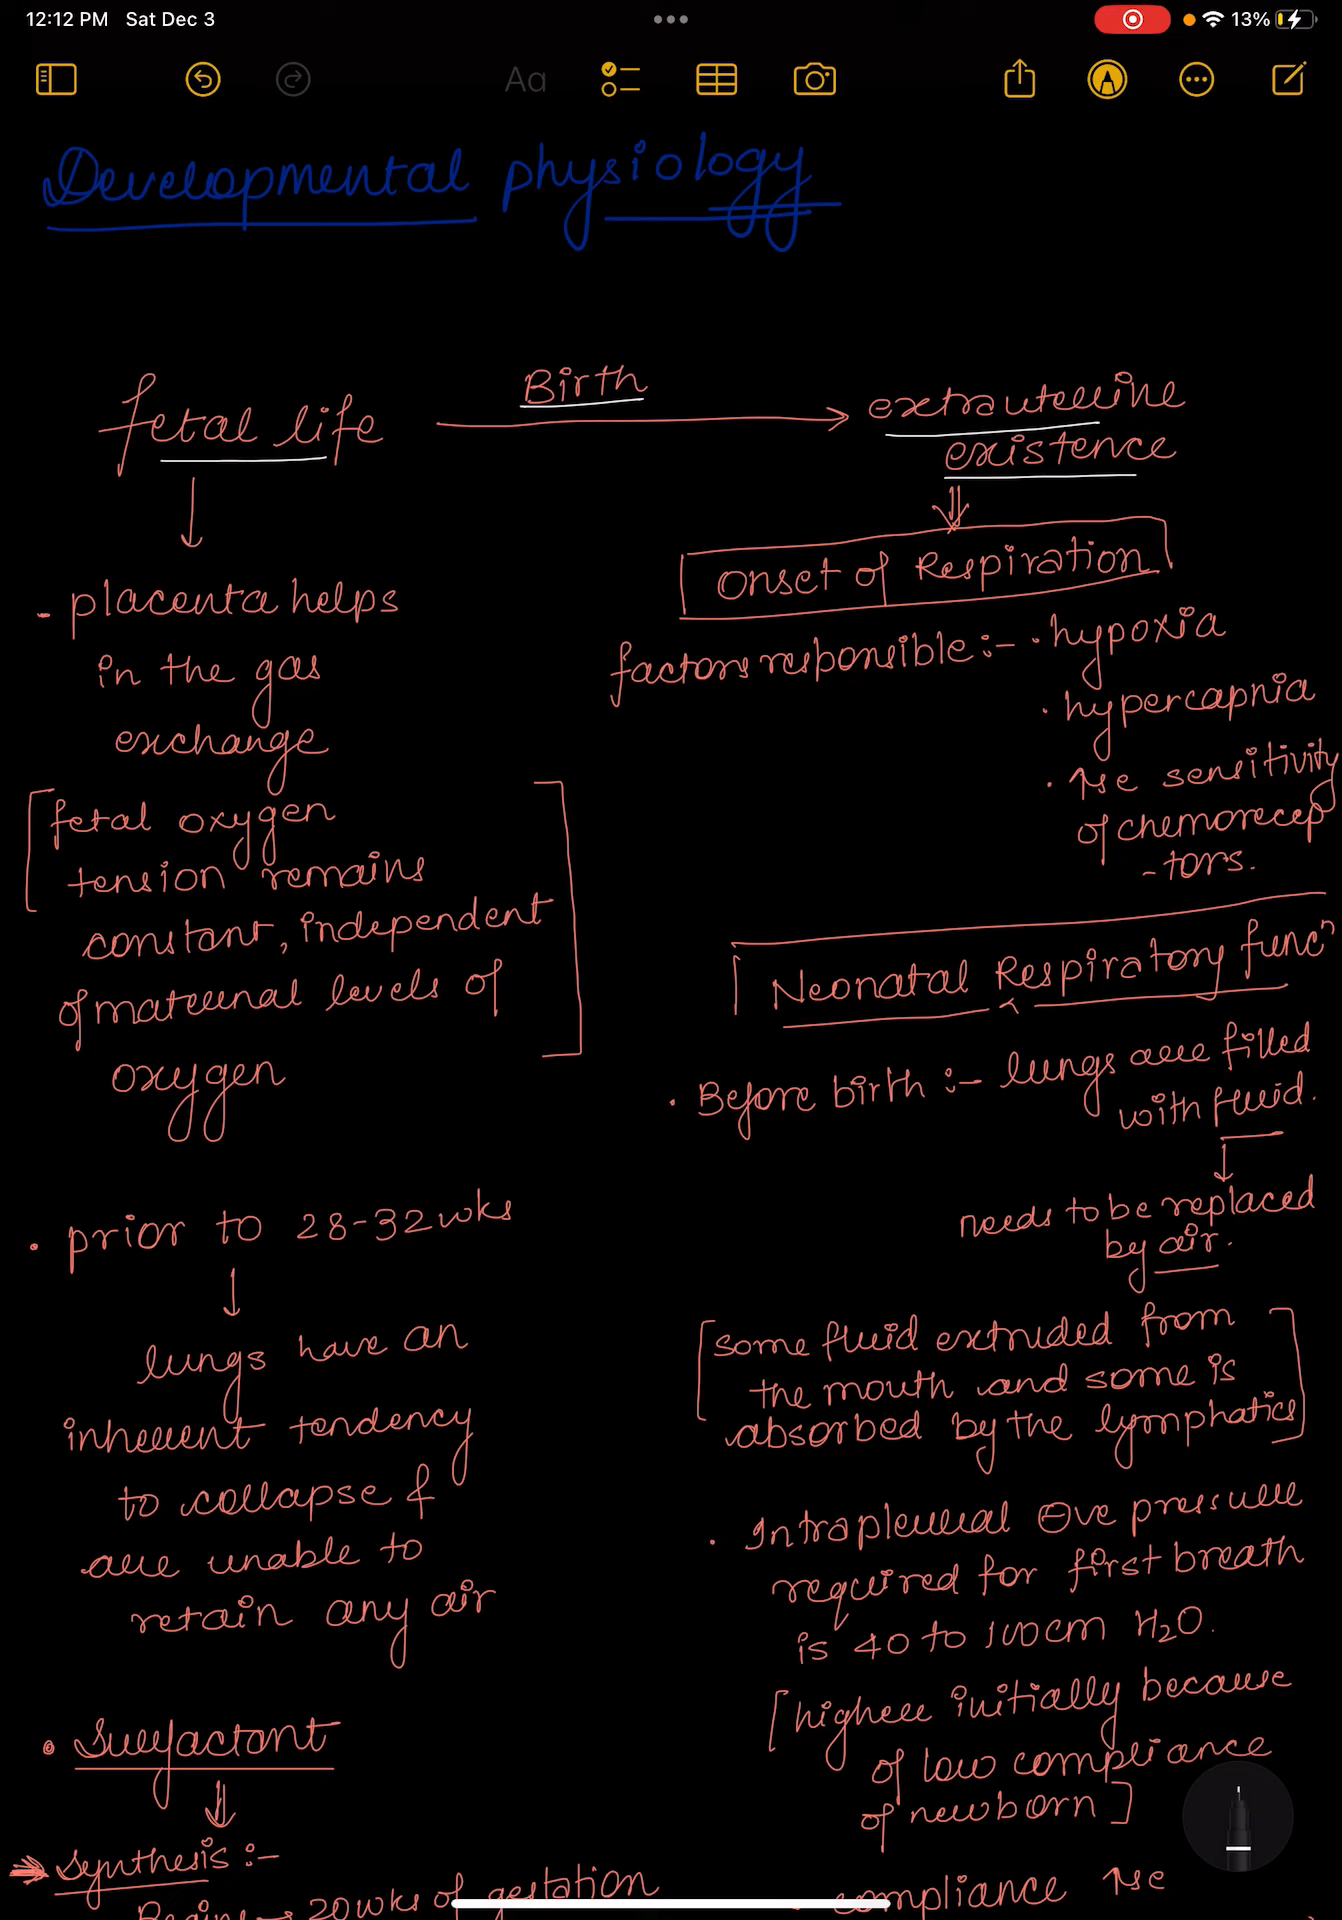 12:12 PM Sat Dec 3
13%
Aa
Developmental physiology
fetal life
Birth
extrauterine
existence
- placenta helps
in the gas
exchange
[fetal oxygen
tension remains
constant, independent
of maternal levels of
oxygen]
. prior to 28-32wks
↓
lungs have an
inherent tendency
to collapse &
are unable to
retain any air
• Surfactant
⇓
→ Synthesis :-
Begins → 20wks of gestation
⇓
Onset of Respiration
factors responsible :- • hypoxia
• hypercapnia
• ↑se sensitivity
of chemorecep
-tors.
Neonatal Respiratory funcⁿ
• Before birth :- lungs are filled
with fluid.
↓
needs to be replaced
by air.
[some fluid extruded from
the mouth and some is
absorbed by the lymphatics]
• Intrapleural ⊖ve pressure
required for first breath
is 40 to 100cm H₂O.
[higher initially because
of low compliance
of newborn]
compliance ↑se